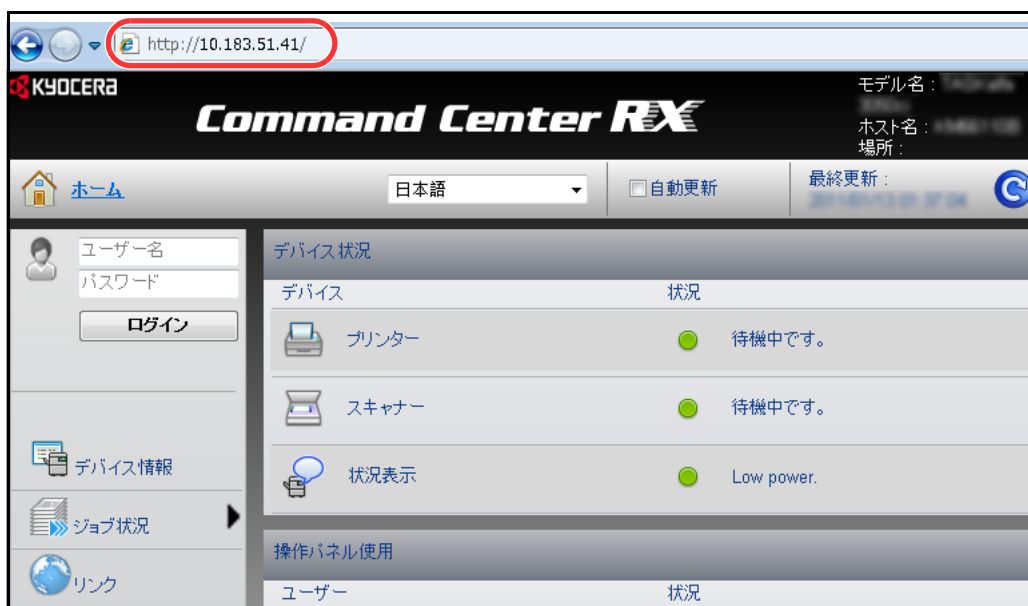 http://10.183.51.41/
KYOCERA
Command Center RX
モデル名 :
ホスト名 :
場所 :
ホーム
日本語
自動更新
最終更新 :
ユーザー名
パスワード
ログイン
デバイス情報
ジョブ状況
リンク
デバイス状況
デバイス 状況
プリンター 待機中です。
スキャナー 待機中です。
状況表示 Low power.
操作パネル使用
ユーザー 状況